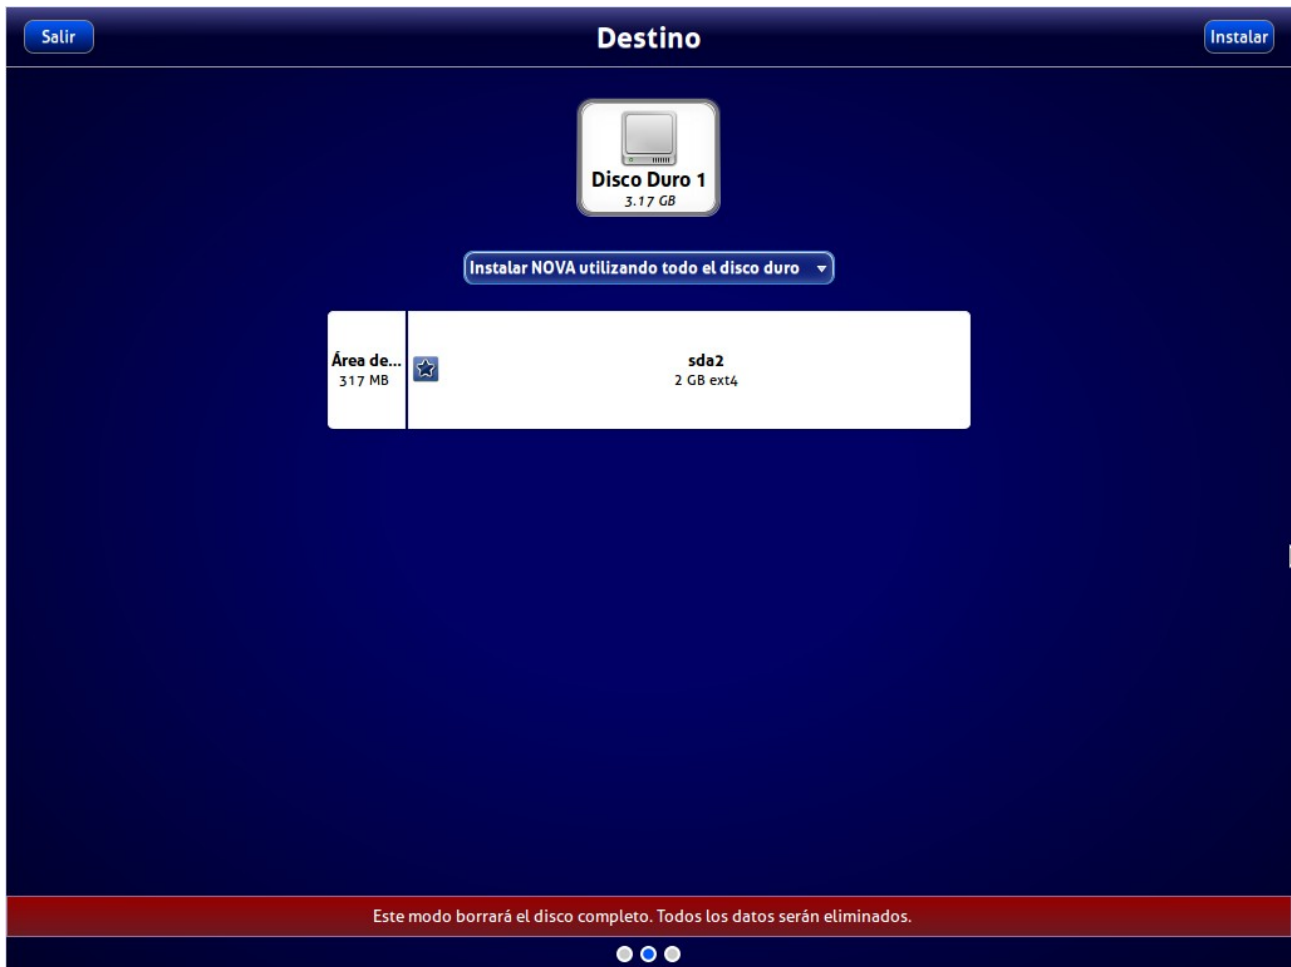 Salir
Destino
Instalar
Disco Duro 1
3.17 GB
Instalar NOVA utilizando todo el disco duro
Área de...
317 MB
sda2
2 GB ext4
Este modo borrará el disco completo. Todos los datos serán eliminados.